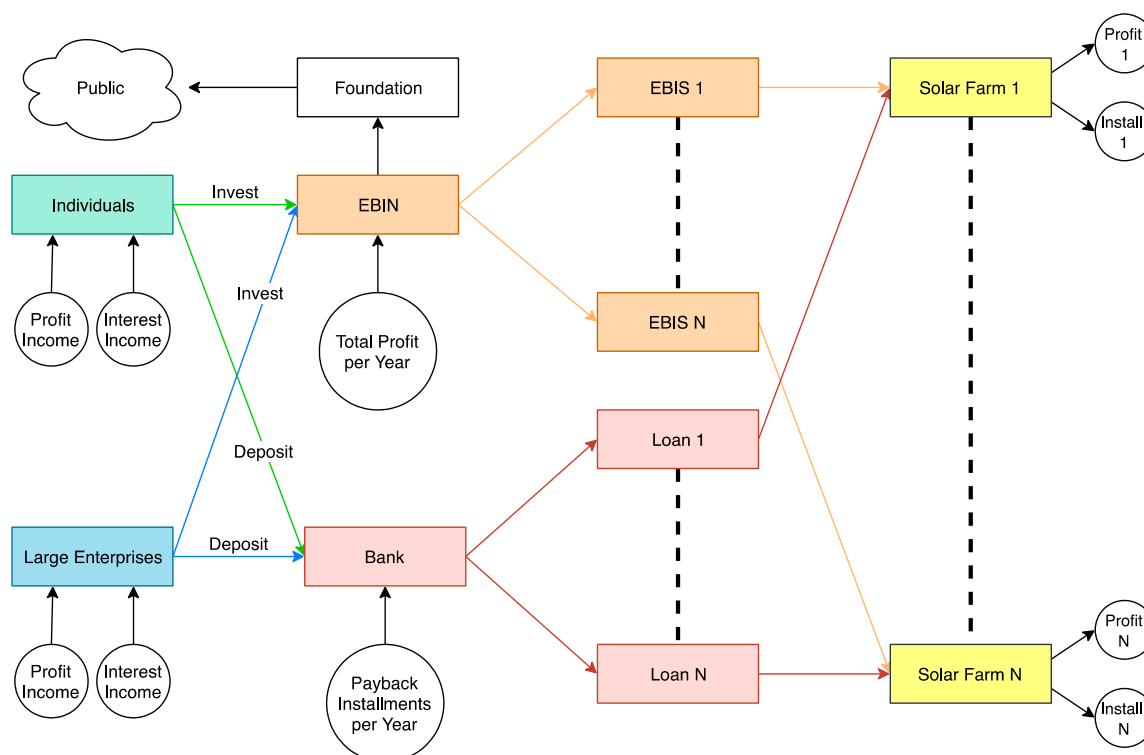 Public
Foundation
EBIS 1
Solar Farm 1
Profit
1
Install
1
Individuals
Invest
EBIN
Profit
Income
Interest
Income
Invest
Total Profit
per Year
EBIS N
Deposit
Loan 1
Large Enterprises
Deposit
Bank
Profit
Income
Interest
Income
Payback
Installments
per Year
Loan N
Solar Farm N
Profit
N
Install
N